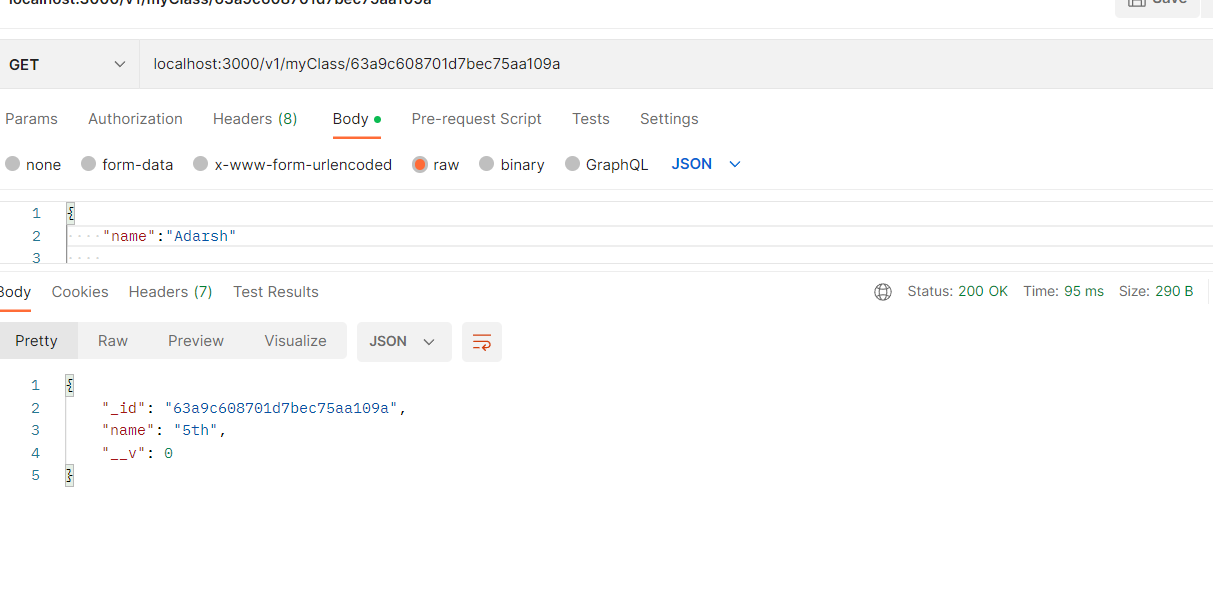 localhost:3000/v1/myClass/63a9c608701d7bec75aa109a
Save
GET
localhost:3000/v1/myClass/63a9c608701d7bec75aa109a
Params Authorization Headers (8) Body Pre-request Script Tests Settings
none form-data x-www-form-urlencoded raw binary GraphQL JSON
1 {
2 "name":"Adarsh"
3
Body Cookies Headers (7) Test Results Status: 200 OK Time: 95 ms Size: 290 B
Pretty Raw Preview Visualize JSON
1 {
2 "_id": "63a9c608701d7bec75aa109a",
3 "name": "5th",
4 "__v": 0
5 }